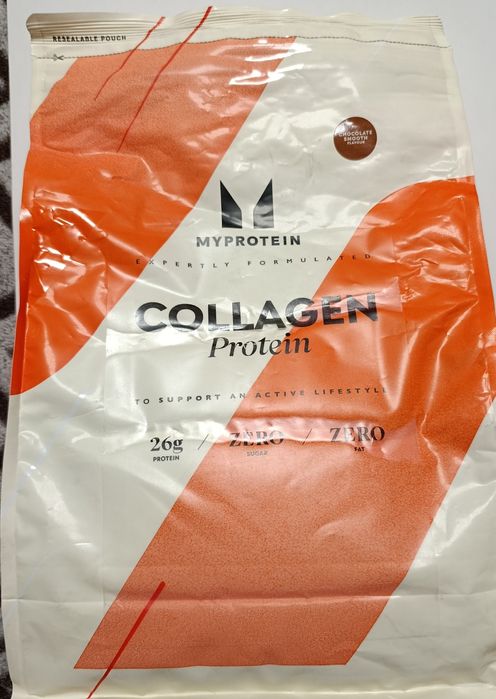 RESEALABLE POUCH
CHOCOLATE
SMOOTH
FLAVOUR
MYPROTEIN
EXPERTLY FORMULATED
COLLAGEN
Protein
TO SUPPORT AN ACTIVE LIFESTYLE
26g / ZERO / ZERO
PROTEIN SUGAR FAT